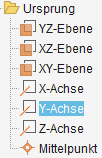 Ursprung
YZ-Ebene
XZ-Ebene
XY-Ebene
X-Achse
Y-Achse
Z-Achse
Mittelpunkt